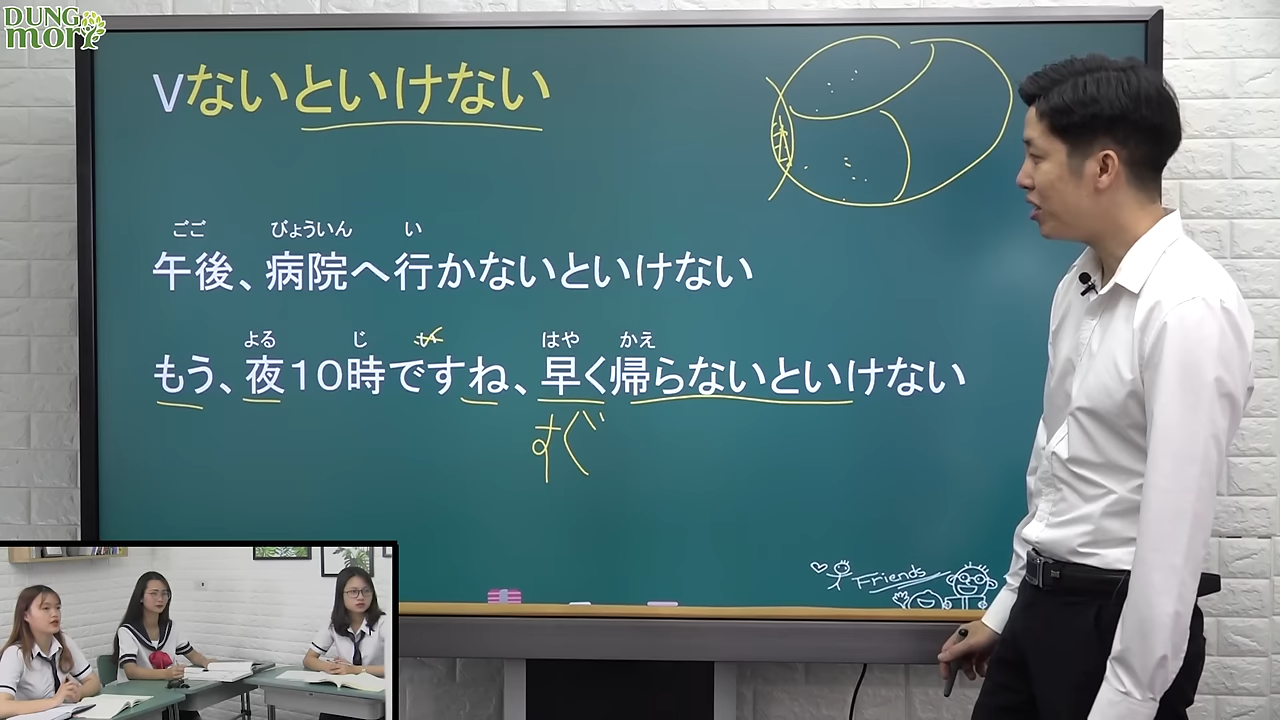 DUNG
mori
Vないといけない
ごご びょういん い
午後、病院へ行かないといけない
よる じ はや かえ
もう、夜10時ですね、早く帰らないといけない
すぐ
Friends